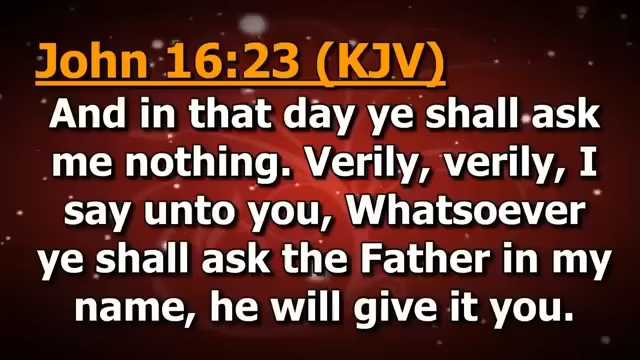 John 16:23 (KJV)
And in that day ye shall ask
me nothing. Verily, verily, I
say unto you, Whatsoever
ye shall ask the Father in my
name, he will give it you.